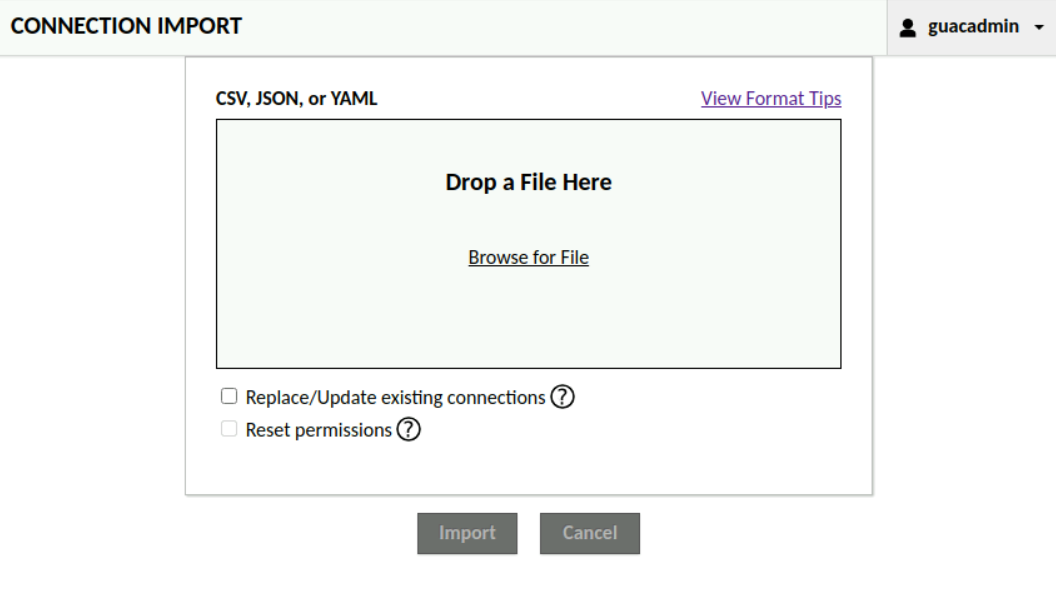 CONNECTION IMPORT
guacadmin
CSV, JSON, or YAML
View Format Tips
Drop a File Here
Browse for File
Replace/Update existing connections ?
Reset permissions ?
Import
Cancel